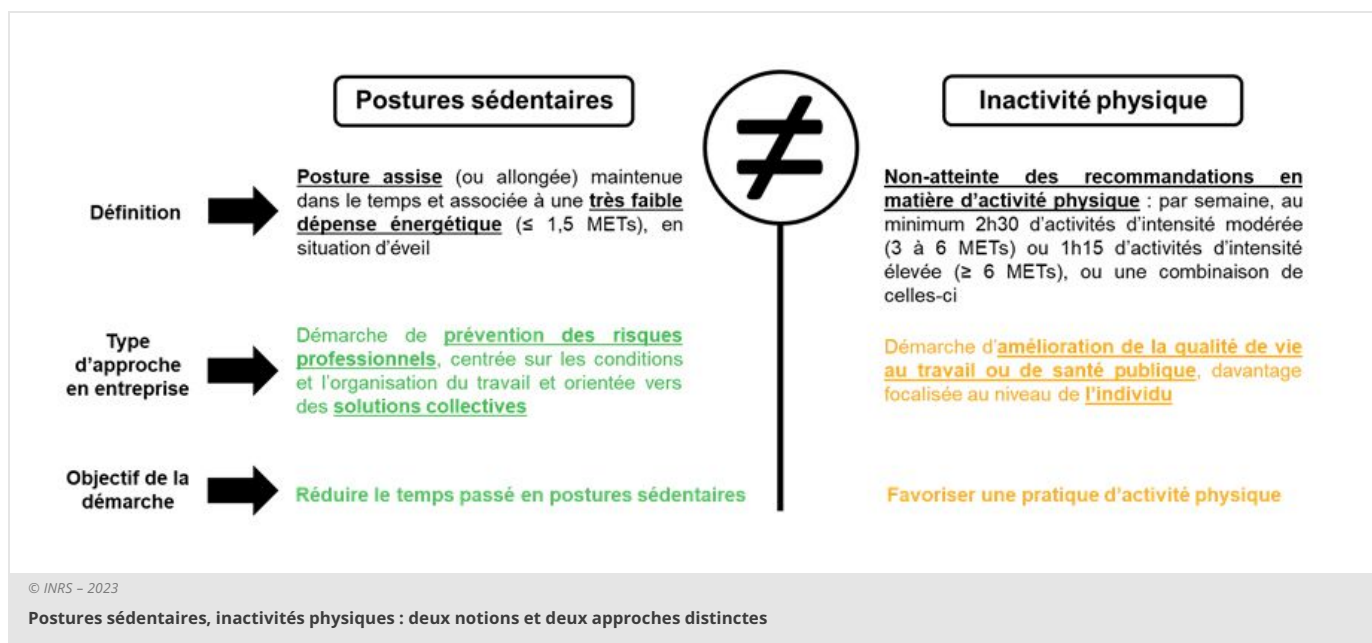 Postures sédentaires
≠
Inactivité physique
Définition
Posture assise (ou allongée) maintenue
dans le temps et associée à une très faible
dépense énergétique (≤ 1,5 METs), en
situation d’éveil
Non-atteinte des recommandations en
matière d’activité physique : par semaine, au
minimum 2h30 d’activités d’intensité modérée
(3 à 6 METs) ou 1h15 d’activités d’intensité
élevée (≥ 6 METs), ou une combinaison de
celles-ci
Type
d’approche
en entreprise
Démarche de prévention des risques
professionnels, centrée sur les conditions
et l’organisation du travail et orientée vers
des solutions collectives
Démarche d’amélioration de la qualité de vie
au travail ou de santé publique, davantage
focalisée au niveau de l’individu
Objectif de la
démarche
Réduire le temps passé en postures sédentaires
Favoriser une pratique d’activité physique
© INRS – 2023
Postures sédentaires, inactivités physiques : deux notions et deux approches distinctes